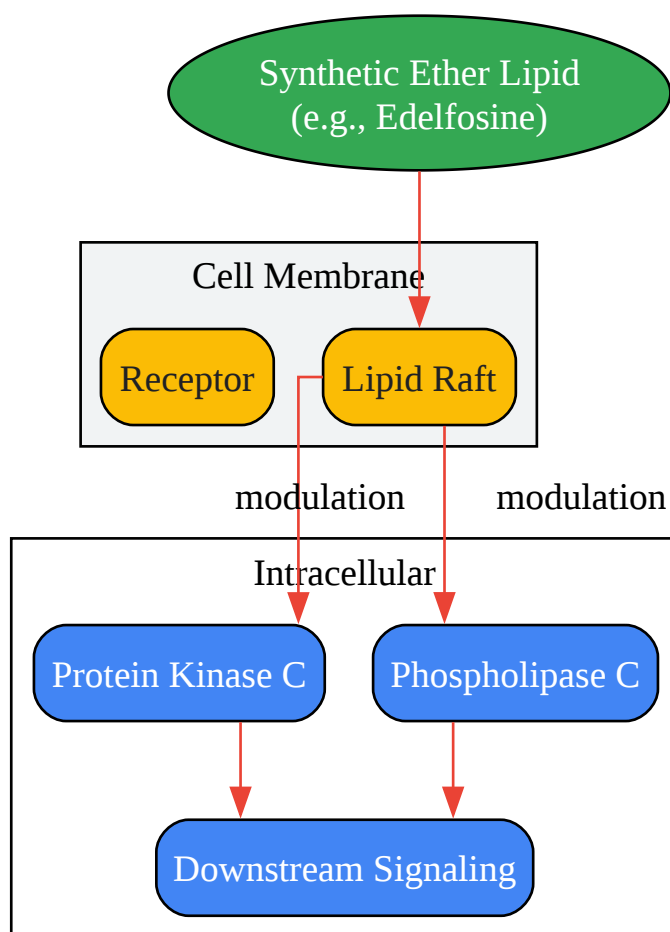 Synthetic Ether Lipid
(e.g., Edelfosine)
Cell Membrane
Receptor
Lipid Raft
modulation
modulation
Intracellular
Protein Kinase C
Phospholipase C
Downstream Signaling